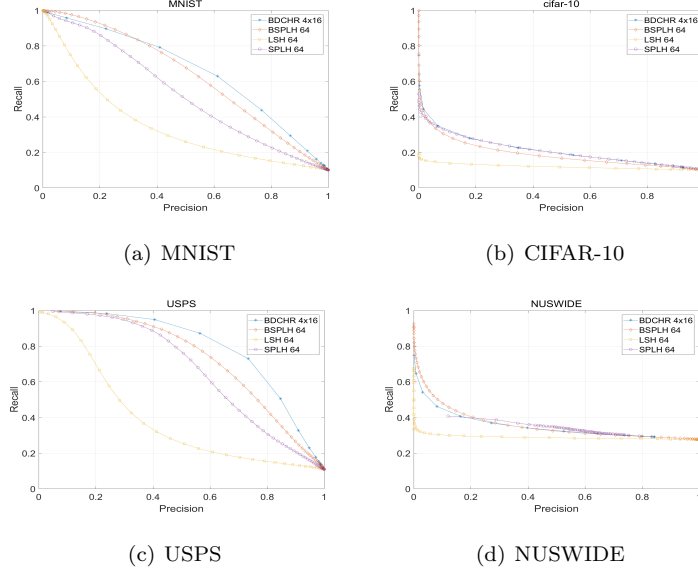 MNIST
Recall
1
0.8
0.6
0.4
0.2
0
0 0.2 0.4 0.6 0.8 1
Precision
BDCHR 4x16
BSPLH 64
LSH 64
SPLH 64
(a) MNIST
cifar-10
Recall
1
0.8
0.6
0.4
0.2
0
0 0.2 0.4 0.6 0.8 1
Precision
BDCHR 4x16
BSPLH 64
LSH 64
SPLH 64
(b) CIFAR-10
USPS
Recall
1
0.8
0.6
0.4
0.2
0
0 0.2 0.4 0.6 0.8 1
Precision
BDCHR 4x16
BSPLH 64
LSH 64
SPLH 64
(c) USPS
NUSWIDE
Recall
1
0.8
0.6
0.4
0.2
0
0 0.2 0.4 0.6 0.8 1
Precision
BDCHR 4x16
BSPLH 64
LSH 64
SPLH 64
(d) NUSWIDE